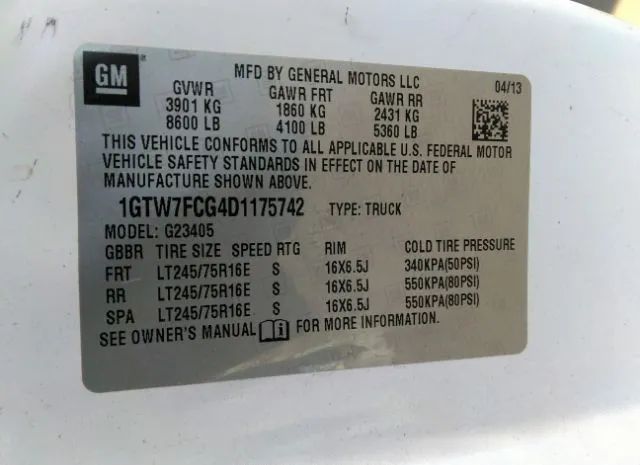 GM
MFD BY GENERAL MOTORS LLC
04/13
GVWR GAWR FRT GAWR RR
3901 KG 1860 KG 2431 KG
8600 LB 4100 LB 5360 LB
THIS VEHICLE CONFORMS TO ALL APPLICABLE U.S. FEDERAL MOTOR
VEHICLE SAFETY STANDARDS IN EFFECT ON THE DATE OF
MANUFACTURE SHOWN ABOVE.
1GTW7FCG4D1175742 TYPE: TRUCK
MODEL: G23405
GBBR TIRE SIZE SPEED RTG RIM COLD TIRE PRESSURE
FRT LT245/75R16E S 16X6.5J 340KPA(50PSI)
RR LT245/75R16E S 16X6.5J 550KPA(80PSI)
SPA LT245/75R16E S 16X6.5J 550KPA(80PSI)
SEE OWNER'S MANUAL FOR MORE INFORMATION.